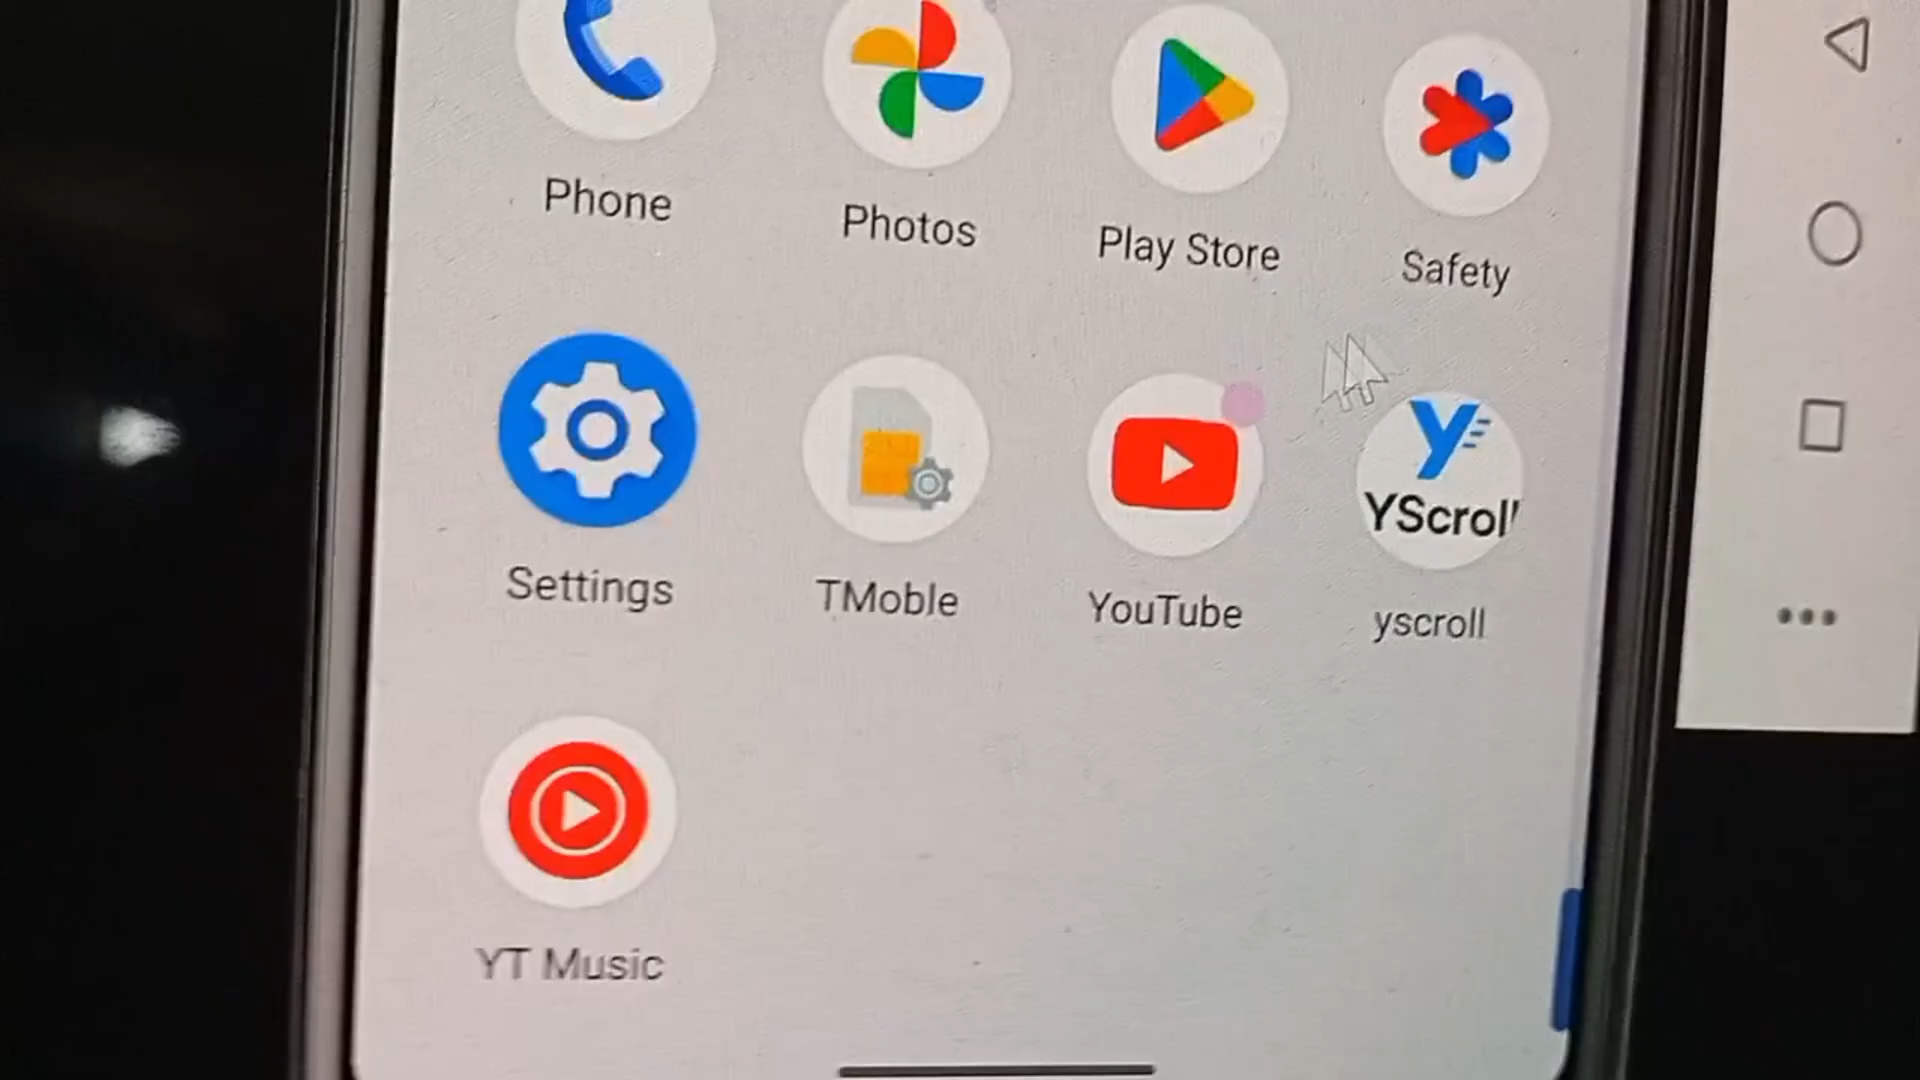 Phone
Photos
Play Store
Safety
Settings
TMoble
YouTube
YScroll
yscroll
YT Music